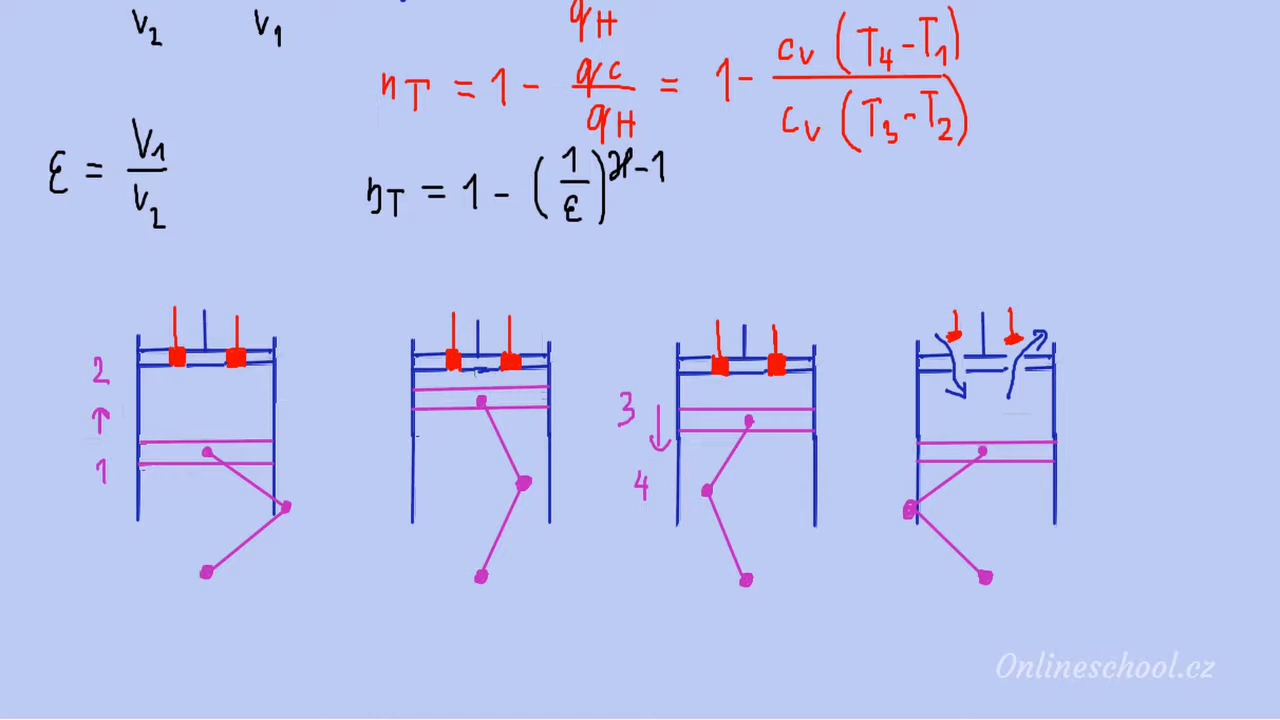 V2 V1
qH
ηT = 1 - qc/qH = 1 - cv (T4 - T1)/cv (T3 - T2)
ε = V1/V2
ηT = 1 - (1/ε)^ϰ-1
2
↑
1
3
↓
4
Onlineschool.cz